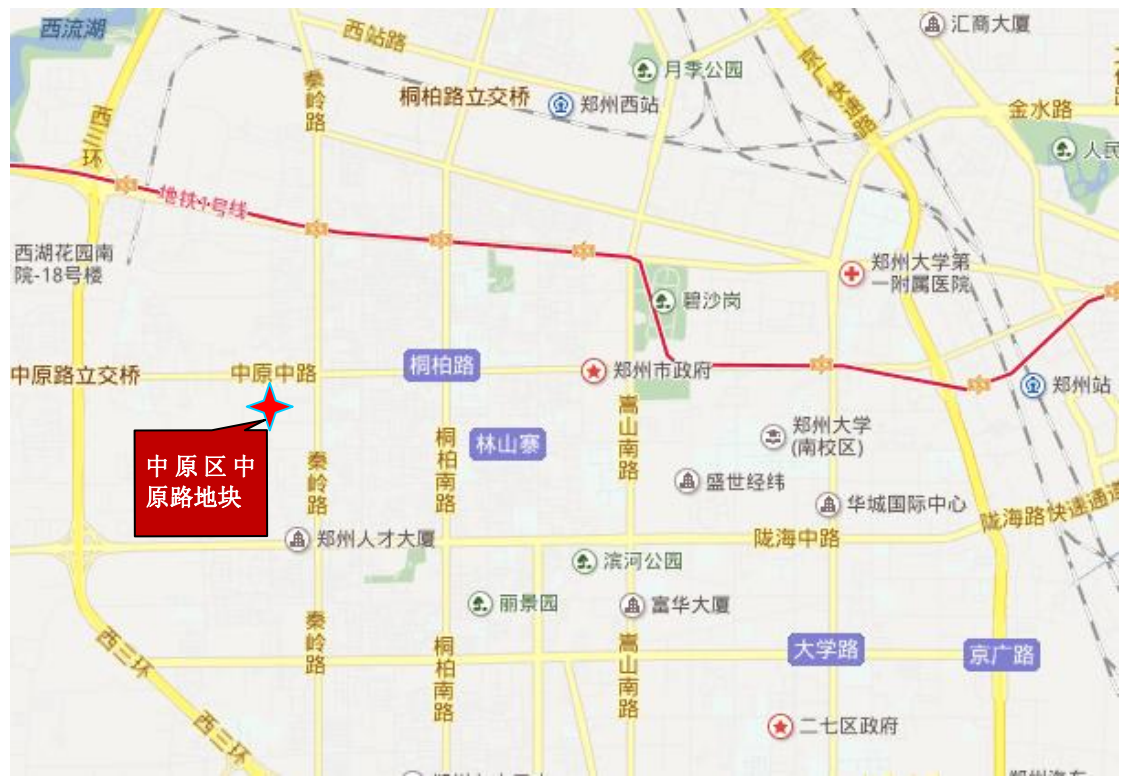 西流湖
西站路
汇商大厦
月季公园
京广快速路
秦岭路
桐柏路立交桥
郑州西站
金水路
西三环
人民
地铁1号线
西湖花园南
院-18号楼
郑州大学第
一附属医院
碧沙岗
中原路立交桥
中原中路
桐柏路
郑州市政府
郑州站
嵩山南路
郑州大学
(南校区)
桐柏南路
林山寨
中原区中
原路地块
秦岭路
盛世经纬
华城国际中心
陇海路快速通道
郑州人才大厦
陇海中路
滨河公园
丽景园
富华大厦
秦岭路
西三环
桐柏南路
嵩山南路
大学路
京广路
西三环
二七区政府